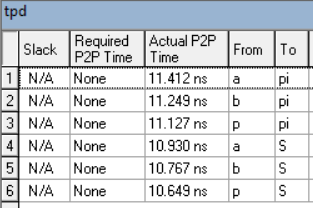 tpd
Slack Required P2P Time Actual P2P Time From To
1 N/A None 11.412 ns a pi
2 N/A None 11.249 ns b pi
3 N/A None 11.127 ns p pi
4 N/A None 10.930 ns a S
5 N/A None 10.767 ns b S
6 N/A None 10.649 ns p S